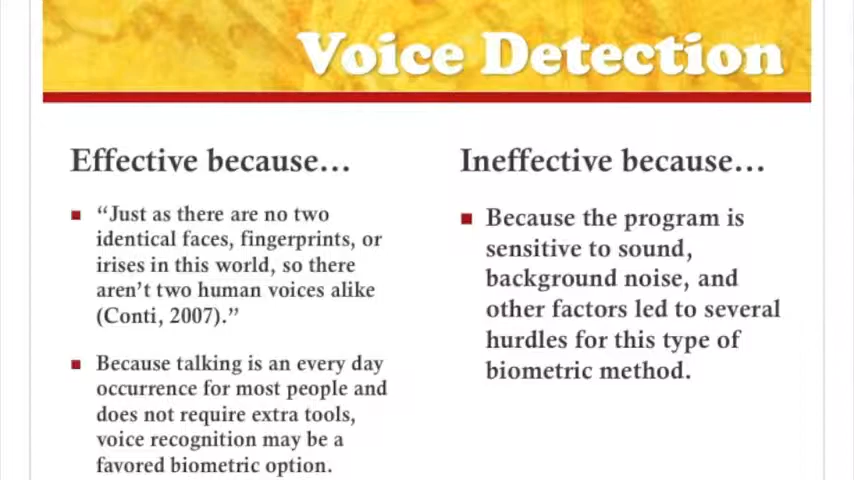 Voice Detection
Effective because...
“Just as there are no two
identical faces, fingerprints, or
irises in this world, so there
aren’t two human voices alike
(Conti, 2007).”
Because talking is an every day
occurrence for most people and
does not require extra tools,
voice recognition may be a
favored biometric option.
Ineffective because...
Because the program is
sensitive to sound,
background noise, and
other factors led to several
hurdles for this type of
biometric method.